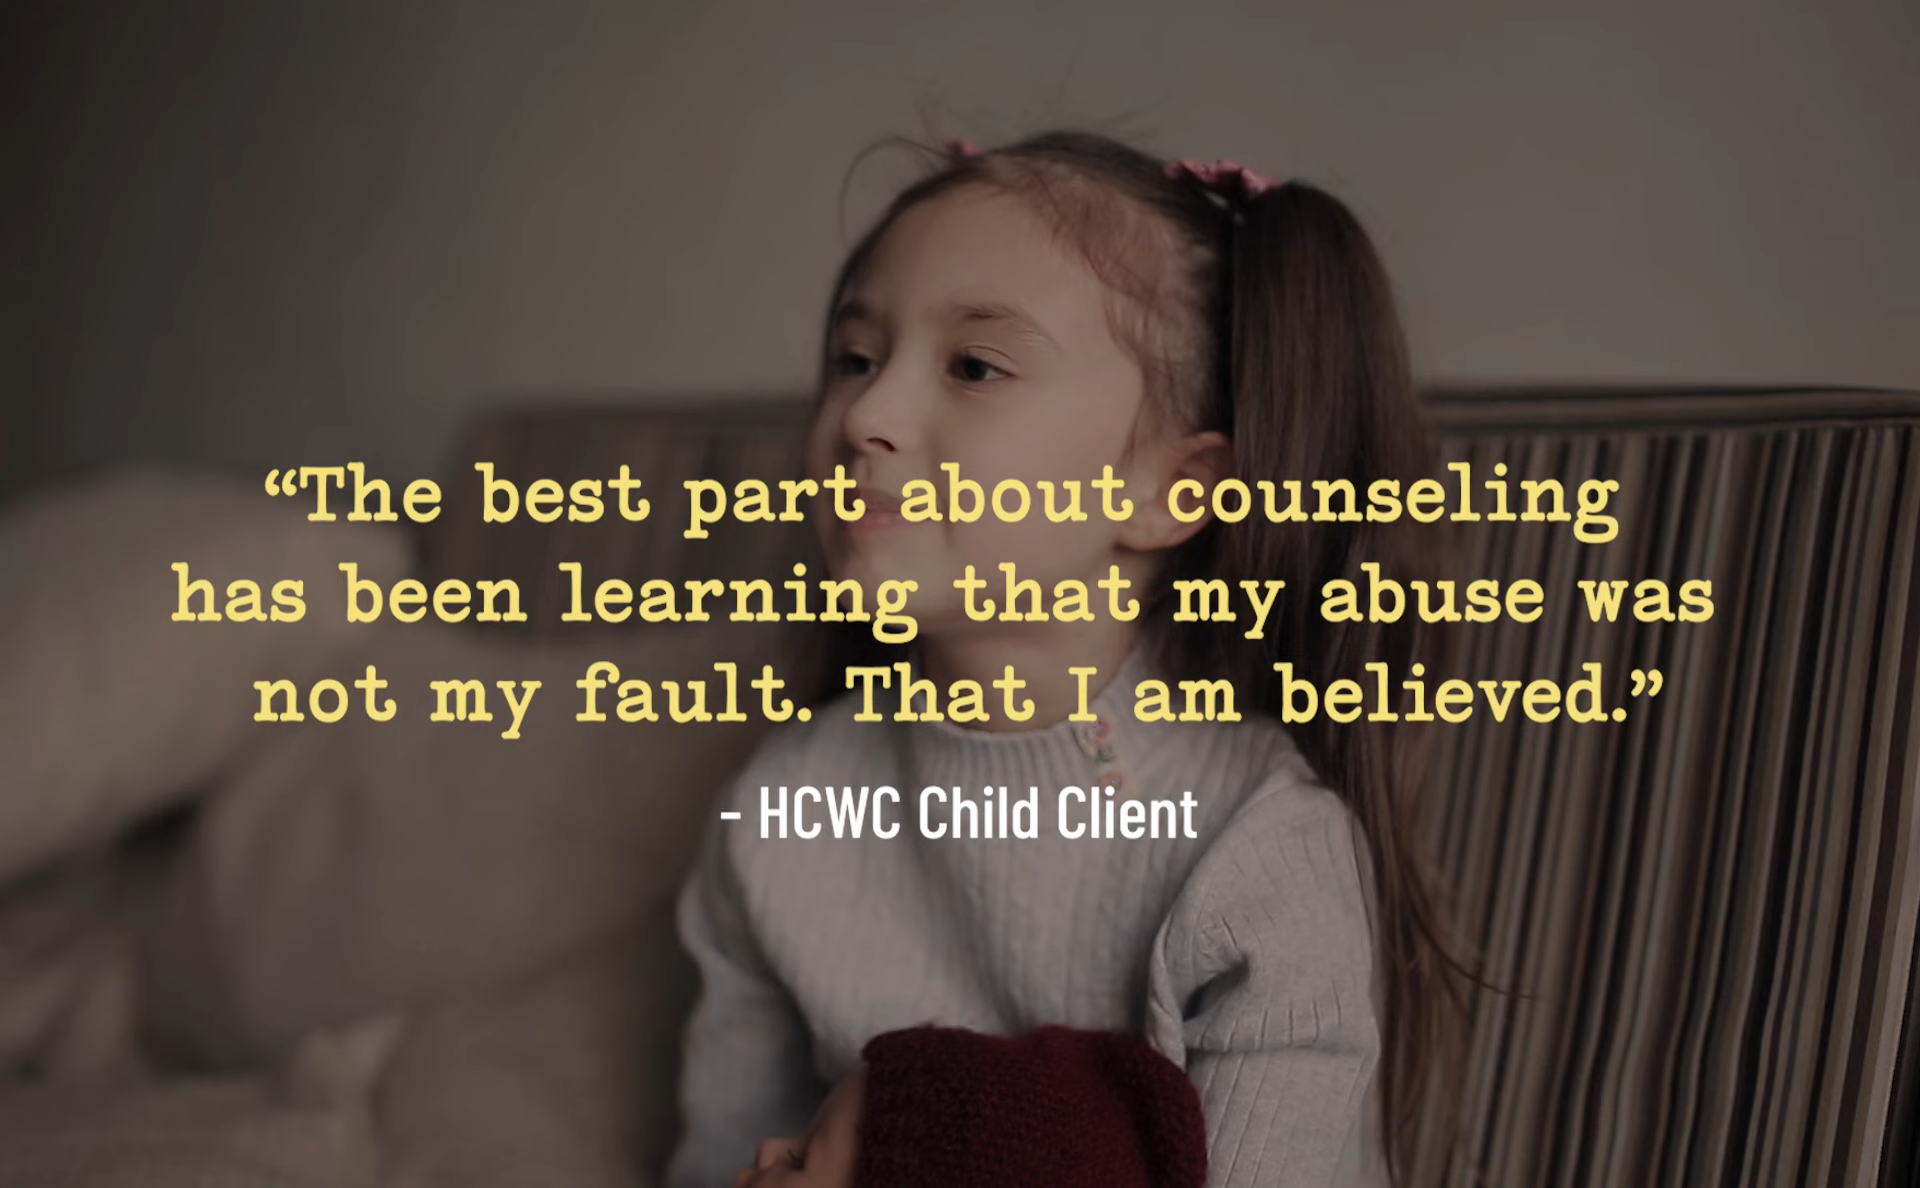 “The best part about counseling
has been learning that my abuse was
not my fault. That I am believed.”
- HCWC Child Client